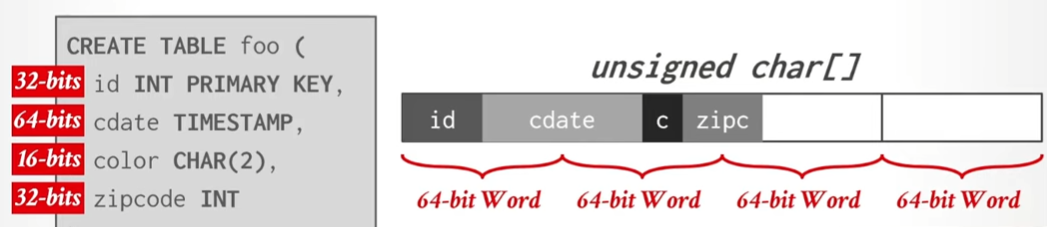 CREATE TABLE foo (
32-bits id INT PRIMARY KEY,
64-bits cdate TIMESTAMP,
16-bits color CHAR(2),
32-bits zipcode INT
unsigned char[]
id cdate c zipc
64-bit Word 64-bit Word 64-bit Word 64-bit Word